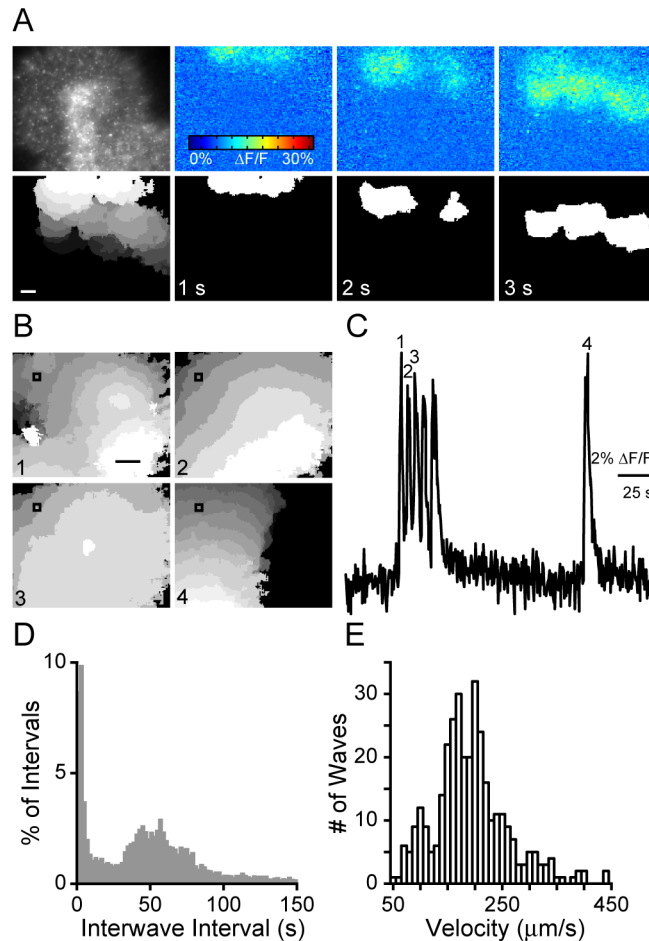 A
0% ΔF/F 30%
1 s
2 s
3 s
B
1
2
3
4
C
1
2
3
4
2% ΔF/F
25 s
D
10
5
0
% of Intervals
0 50 100 150
Interwave Interval (s)
E
30
20
10
0
# of Waves
50 250 450
Velocity (μm/s)